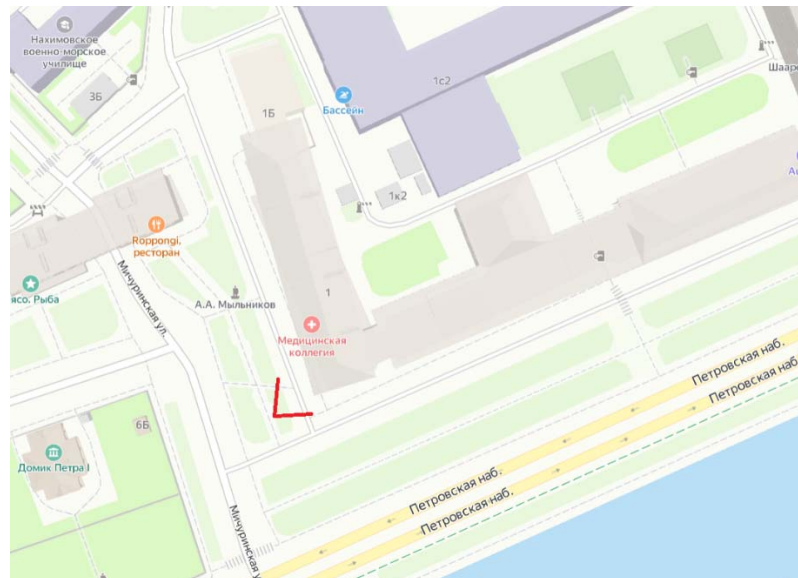 Нахимовское
военно-морское
училище
3Б
1Б
Бассейн
1с2
Шаарс
1к2
Roppongi,
ресторан
ясо. Рыба
Мичуринская ул.
А.А. Мыльников
1
Медицинская
коллегия
6Б
Домик Петра I
Петровская наб.
Петровская наб.
Петровская наб.
Петровская наб.
Мичуринская у